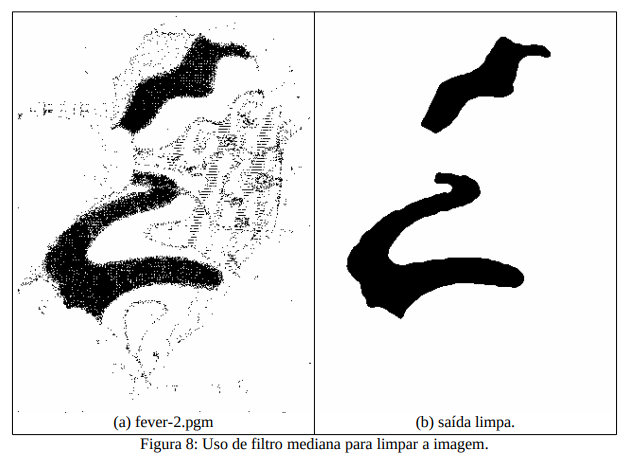 (a) fever-2.pgm
(b) saída limpa.
Figura 8: Uso de filtro mediana para limpar a imagem.